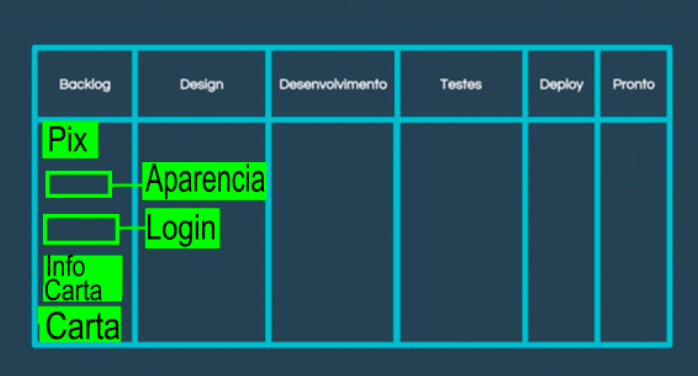 Backlog Design Desenvolvimento Testes Deploy Pronto
Pix
Aparencia
Login
Info
Carta
Carta